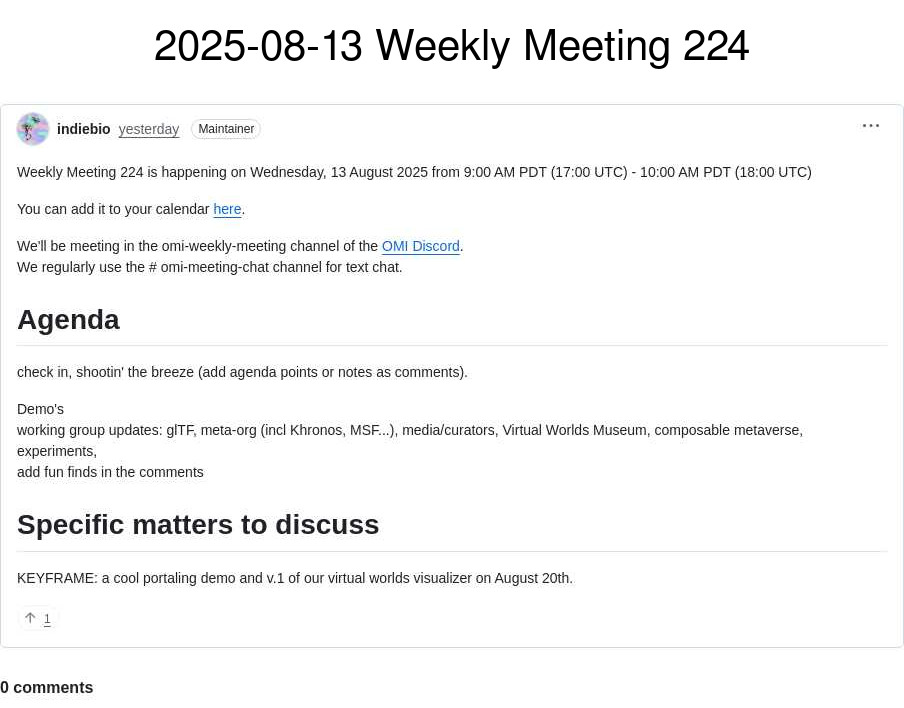 2025-08-13 Weekly Meeting 224
indiebio yesterday Maintainer
Weekly Meeting 224 is happening on Wednesday, 13 August 2025 from 9:00 AM PDT (17:00 UTC) - 10:00 AM PDT (18:00 UTC)
You can add it to your calendar here.
We'll be meeting in the omi-weekly-meeting channel of the OMI Discord.
We regularly use the # omi-meeting-chat channel for text chat.
Agenda
check in, shootin' the breeze (add agenda points or notes as comments).
Demo's
working group updates: glTF, meta-org (incl Khronos, MSF...), media/curators, Virtual Worlds Museum, composable metaverse,
experiments,
add fun finds in the comments
Specific matters to discuss
KEYFRAME: a cool portaling demo and v.1 of our virtual worlds visualizer on August 20th.
1
0 comments